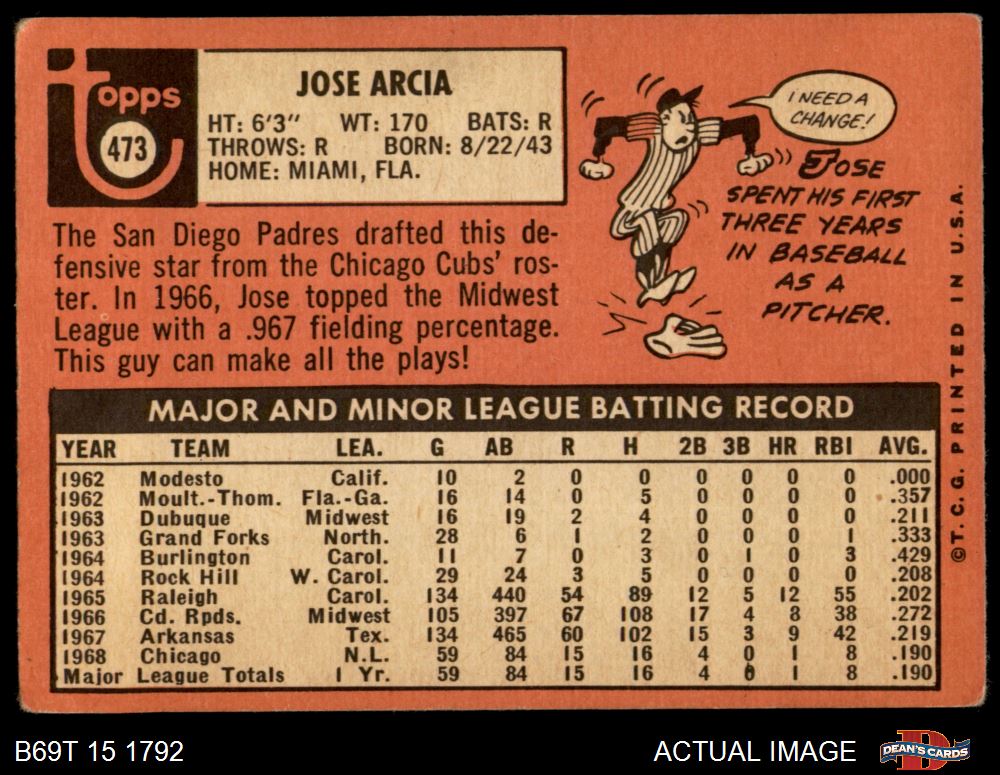 topps
473
JOSE ARCIA
HT: 6'3" WT: 170 BATS: R
THROWS: R BORN: 8/22/43
HOME: MIAMI, FLA.
The San Diego Padres drafted this de-
fensive star from the Chicago Cubs' ros-
ter. In 1966, Jose topped the Midwest
League with a .967 fielding percentage.
This guy can make all the plays!
I NEED A
CHANGE!
JOSE
SPENT HIS FIRST
THREE YEARS
IN BASEBALL
AS A
PITCHER.
MAJOR AND MINOR LEAGUE BATTING RECORD
YEAR TEAM LEA. G AB R H 2B 3B HR RBI AVG.
1962 Modesto Calif. 10 2 0 0 0 0 0 0 .000
1962 Moult.-Thom. Fla.-Ga. 16 14 0 5 0 0 0 0 .357
1963 Dubuque Midwest 16 19 2 4 0 0 0 0 .211
1963 Grand Forks North. 28 6 1 2 0 0 0 1 .333
1964 Burlington Carol. 11 7 0 3 0 1 0 3 .429
1964 Rock Hill W. Carol. 29 24 3 5 0 0 0 0 .208
1965 Raleigh Carol. 134 440 54 89 12 5 12 55 .202
1966 Cd. Rpds. Midwest 105 397 67 108 17 4 8 38 .272
1967 Arkansas Tex. 134 465 60 102 15 3 9 42 .219
1968 Chicago N.L. 59 84 15 16 4 0 1 8 .190
Major League Totals 1 Yr. 59 84 15 16 4 0 1 8 .190
©T. C. G. PRINTED IN U.S.A.
B69T 15 1792
ACTUAL IMAGE
DEAN'S CARDS